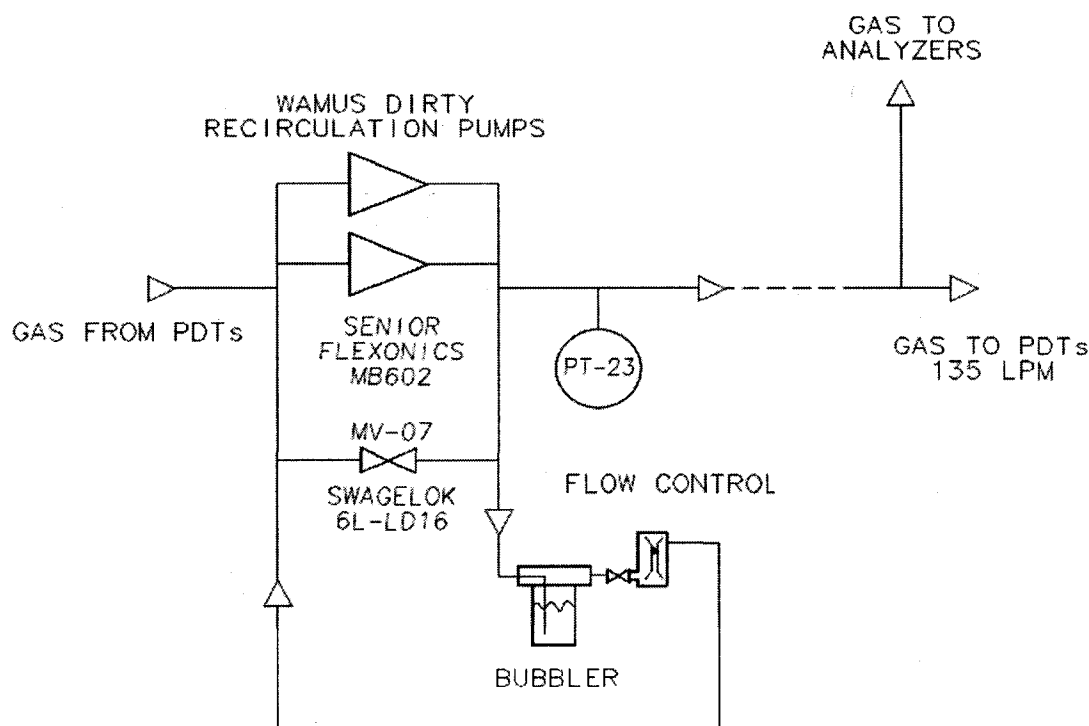 GAS TO
ANALYZERS
WAMUS DIRTY
RECIRCULATION PUMPS
GAS FROM PDTs
SENIOR
FLEXONICS
MB602
PT-23
GAS TO PDTs
135 LPM
MV-07
SWAGELOK
6L-LD16
FLOW CONTROL
BUBBLER